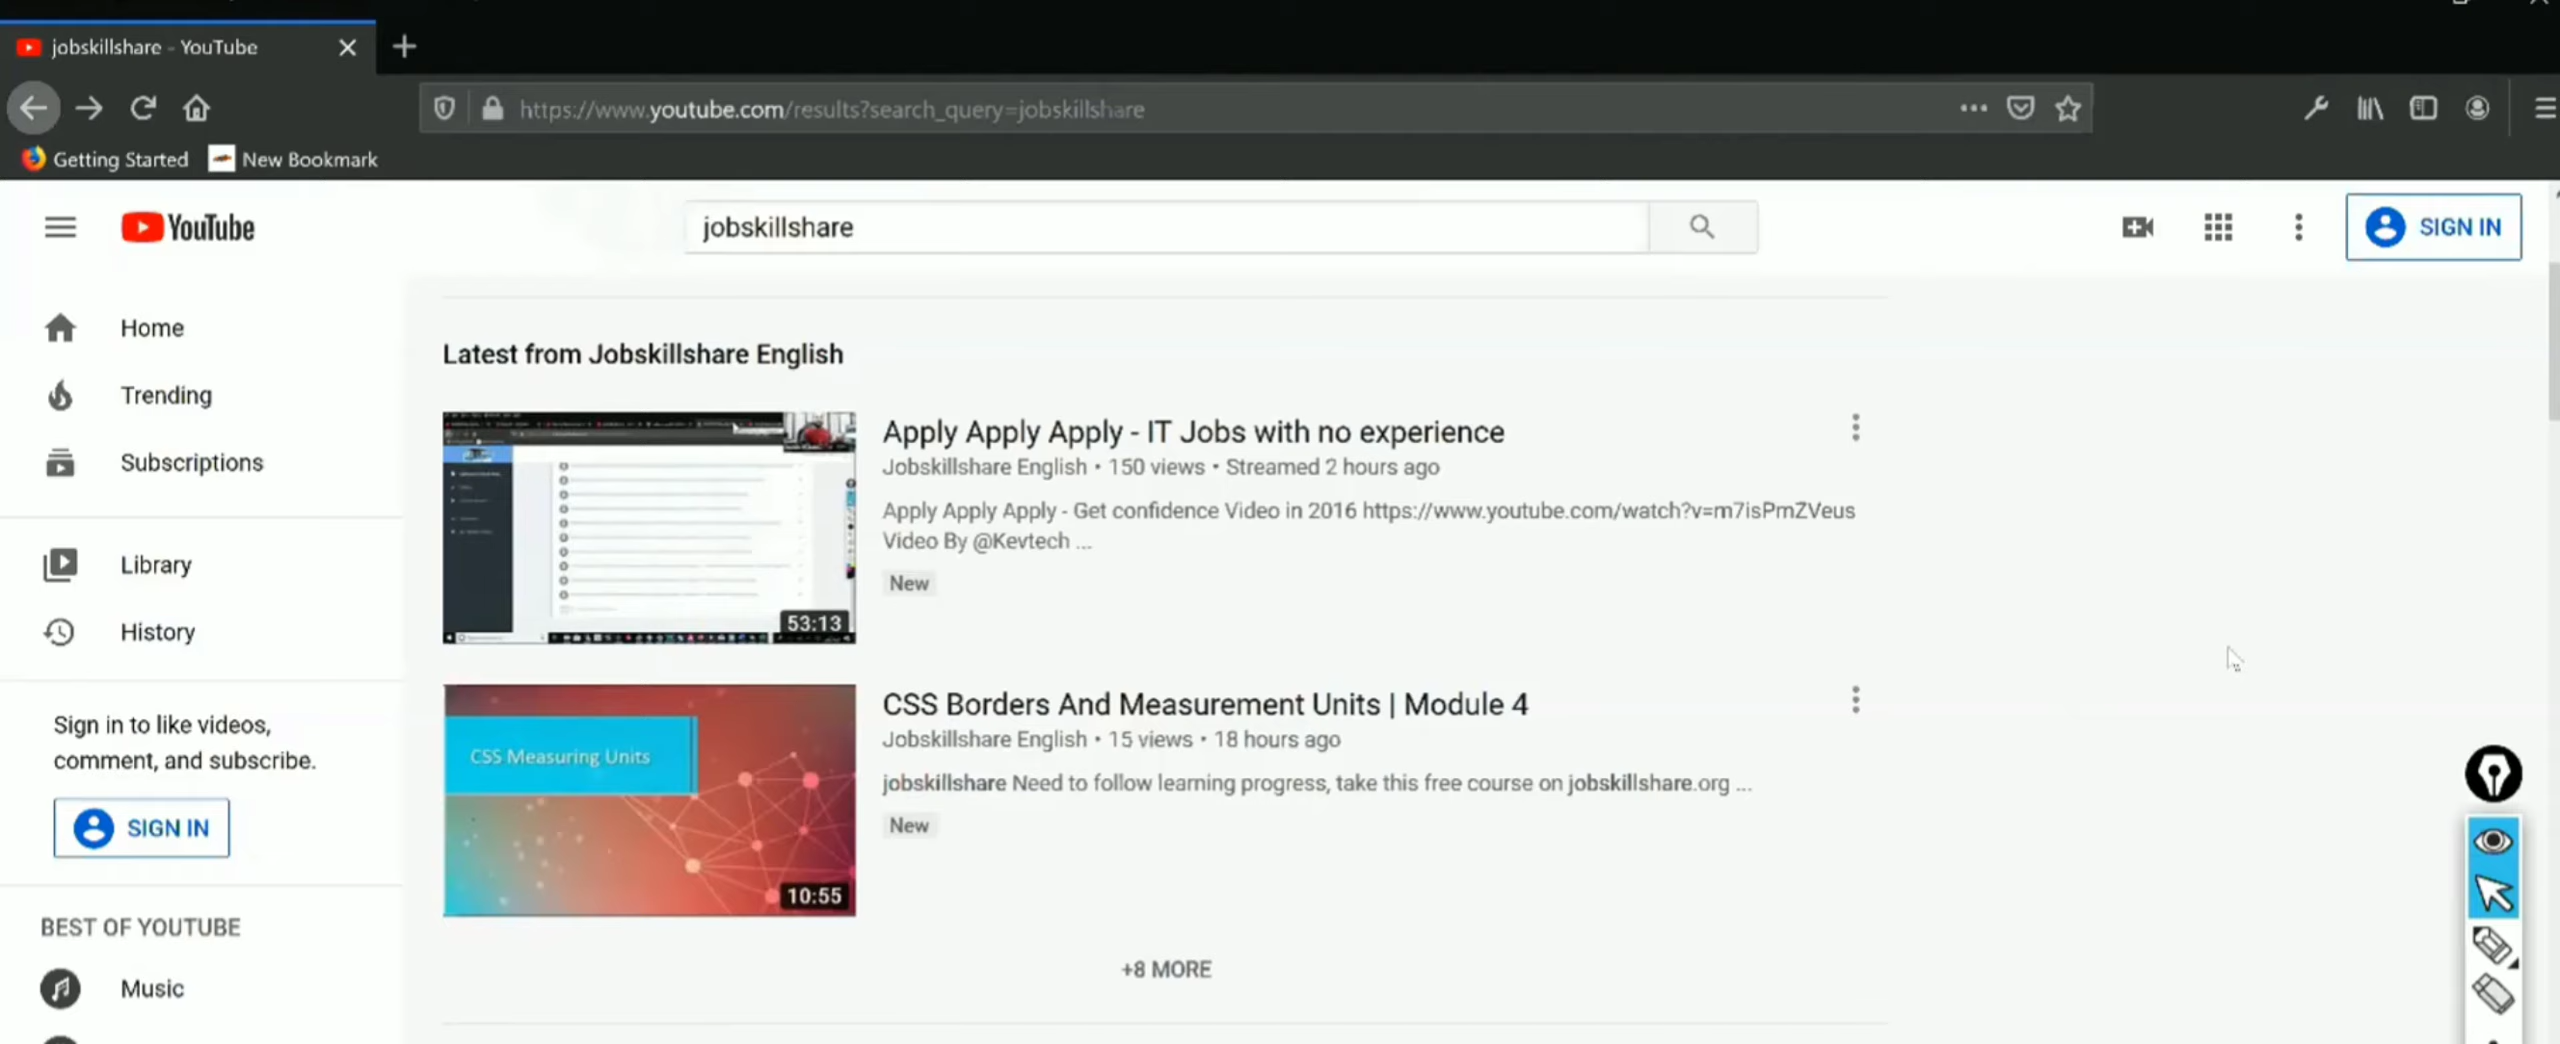 jobskillshare - YouTube
https://www.youtube.com/results?search_query=jobskillshare
Getting Started
New Bookmark
YouTube
jobskillshare
SIGN IN
Home
Trending
Subscriptions
Library
History
Sign in to like videos,
comment, and subscribe.
SIGN IN
BEST OF YOUTUBE
Music
Latest from Jobskillshare English
53:13
Apply Apply Apply - IT Jobs with no experience
Jobskillshare English • 150 views • Streamed 2 hours ago
Apply Apply Apply - Get confidence Video in 2016 https://www.youtube.com/watch?v=m7isPmZVeus
Video By @Kevtech ...
New
CSS Measuring Units
10:55
CSS Borders And Measurement Units | Module 4
Jobskillshare English • 15 views • 18 hours ago
jobskillshare Need to follow learning progress, take this free course on jobskillshare.org ...
New
+8 MORE